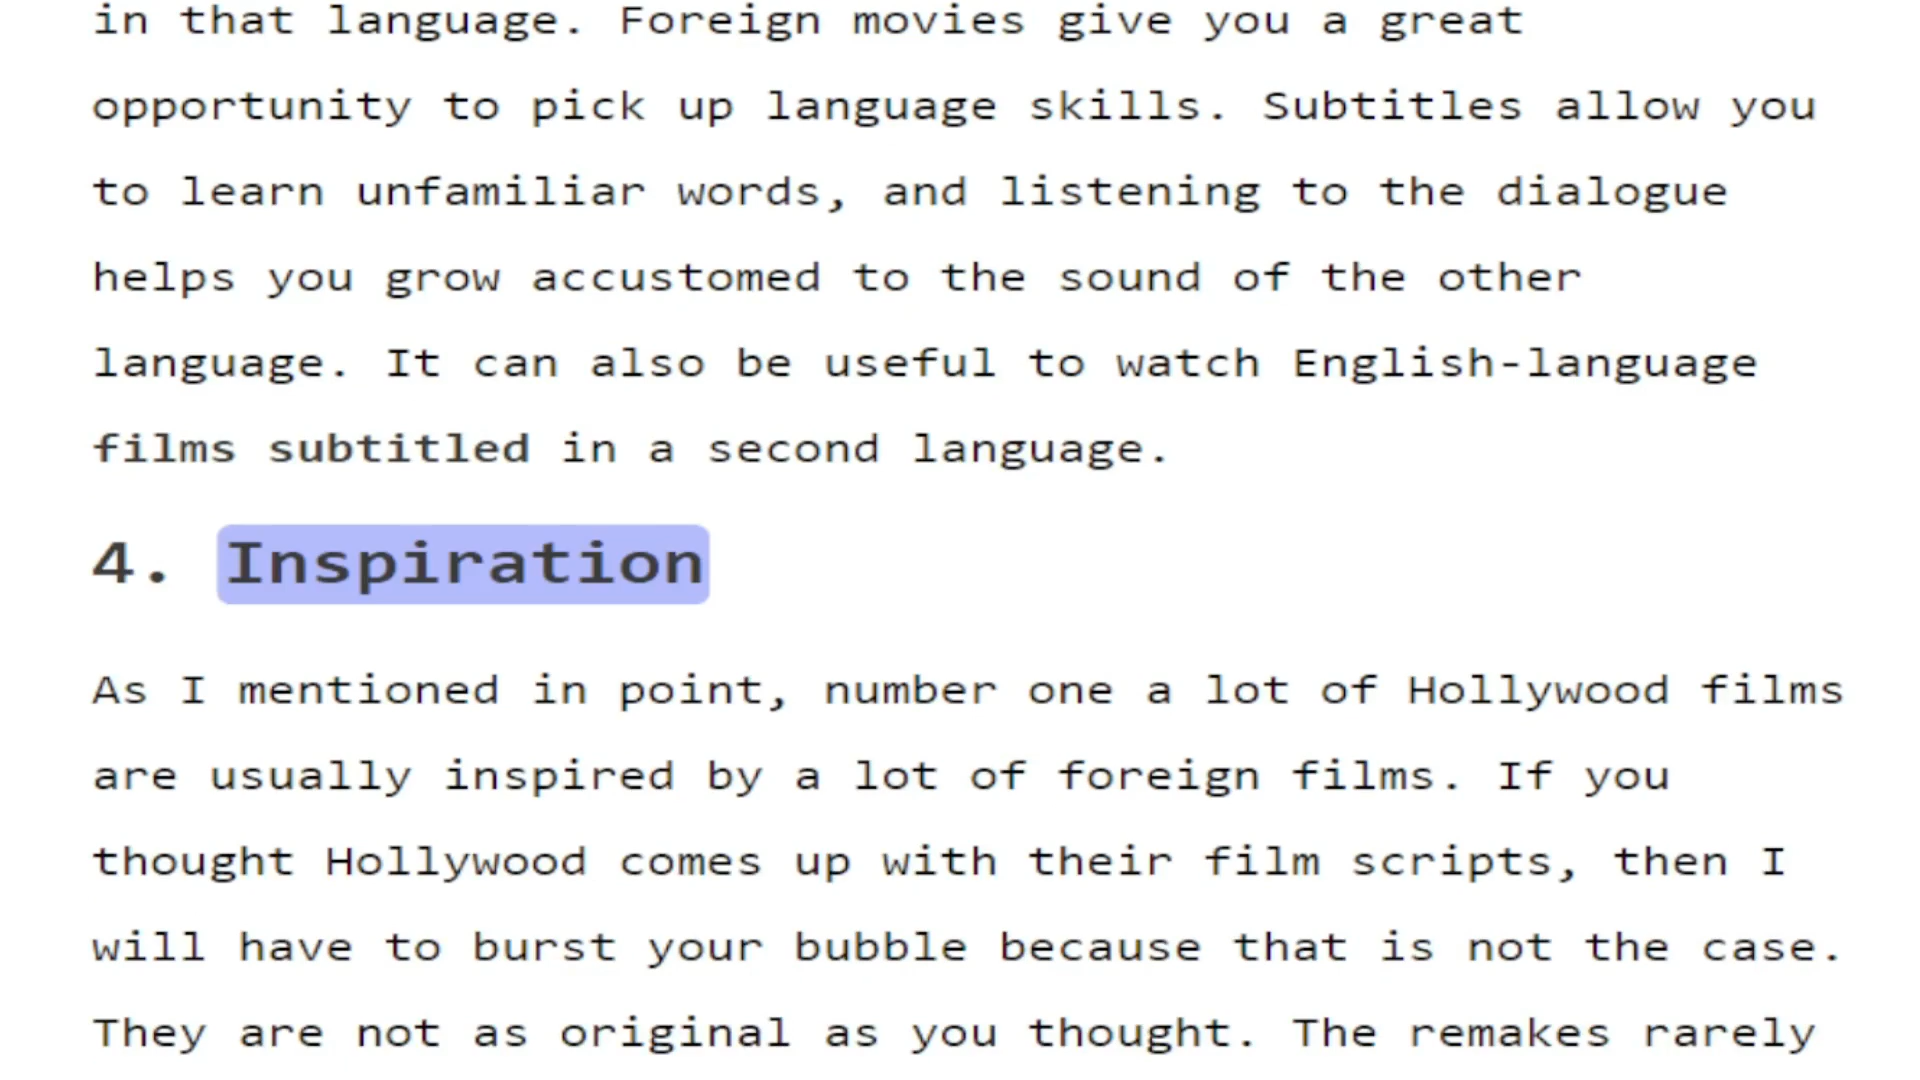 in that language. Foreign movies give you a great
opportunity to pick up language skills. Subtitles allow you
to learn unfamiliar words, and listening to the dialogue
helps you grow accustomed to the sound of the other
language. It can also be useful to watch English-language
films subtitled in a second language.
4. Inspiration
As I mentioned in point, number one a lot of Hollywood films
are usually inspired by a lot of foreign films. If you
thought Hollywood comes up with their film scripts, then I
will have to burst your bubble because that is not the case.
They are not as original as you thought. The remakes rarely